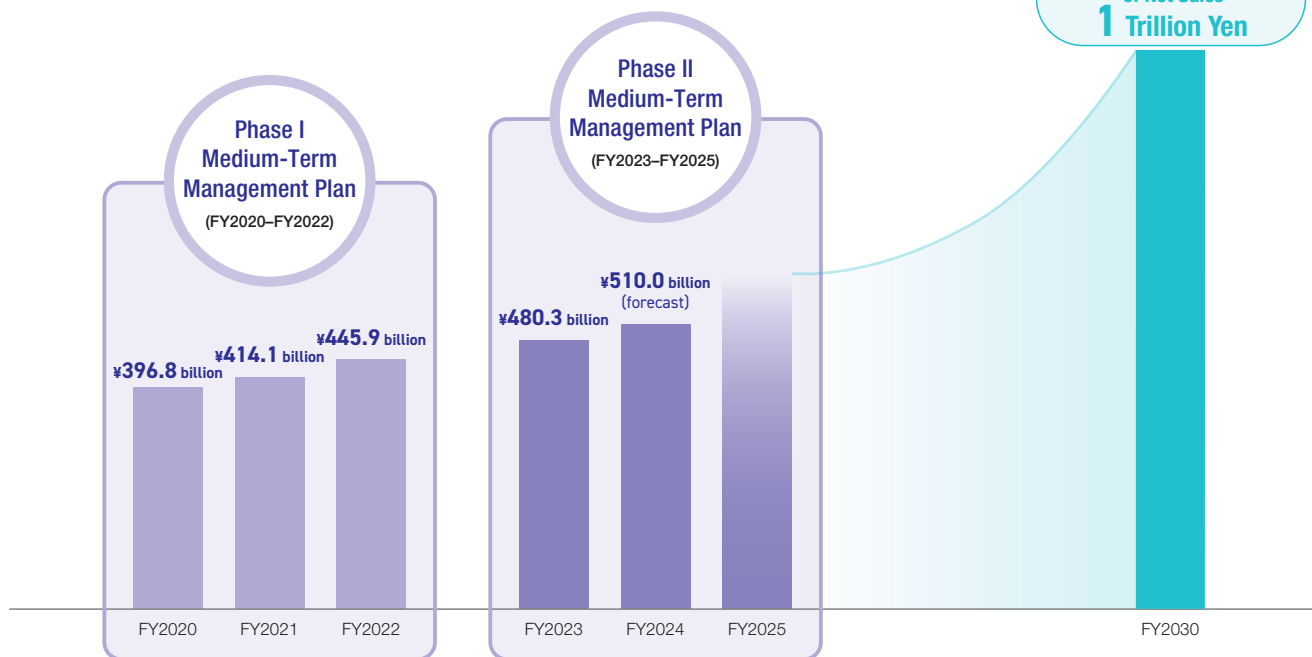 1 Trillion Yen
Phase II
Medium-Term
Management Plan
(FY2023–FY2025)
Phase I
Medium-Term
Management Plan
(FY2020–FY2022)
¥510.0 billion
(forecast)
¥480.3 billion
¥445.9 billion
¥414.1 billion
¥396.8 billion
FY2020 FY2021 FY2022 FY2023 FY2024 FY2025 FY2030